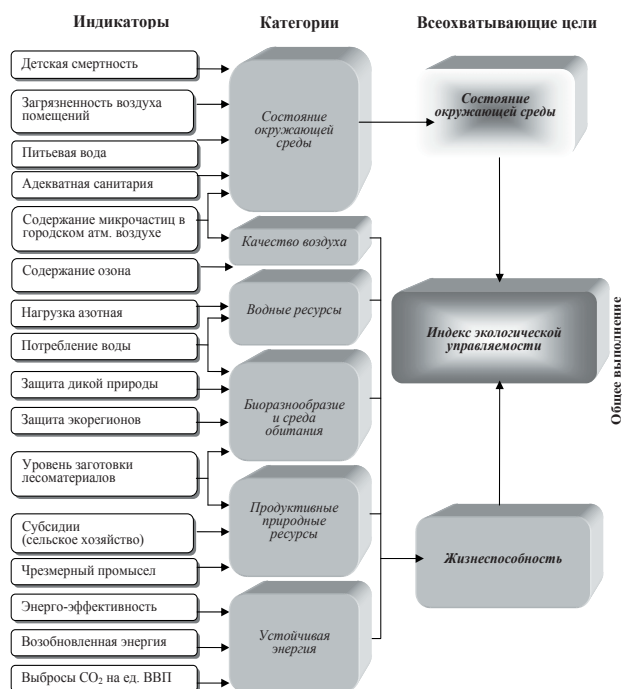 Индикаторы
Категории
Всеохватывающие цели
Детская смертность
Загрязненность воздуха
помещений
Питьевая вода
Адекватная санитария
Содержание микрочастиц в
городском атм. воздухе
Содержание озона
Нагрузка азотная
Потребление воды
Защита дикой природы
Защита экорегионов
Уровень заготовки
лесоматериалов
Субсидии
(сельское хозяйство)
Чрезмерный промысел
Энерго-эффективность
Возобновленная энергия
Выбросы CO₂ на ед. ВВП
Состояние
окружающей
среды
Качество воздуха
Водные ресурсы
Биоразнообразие
и среда
обитания
Продуктивные
природные
ресурсы
Устойчивая
энергия
Состояние
окружающей среды
Индекс экологической
управляемости
Жизнеспособность
Общее выполнение